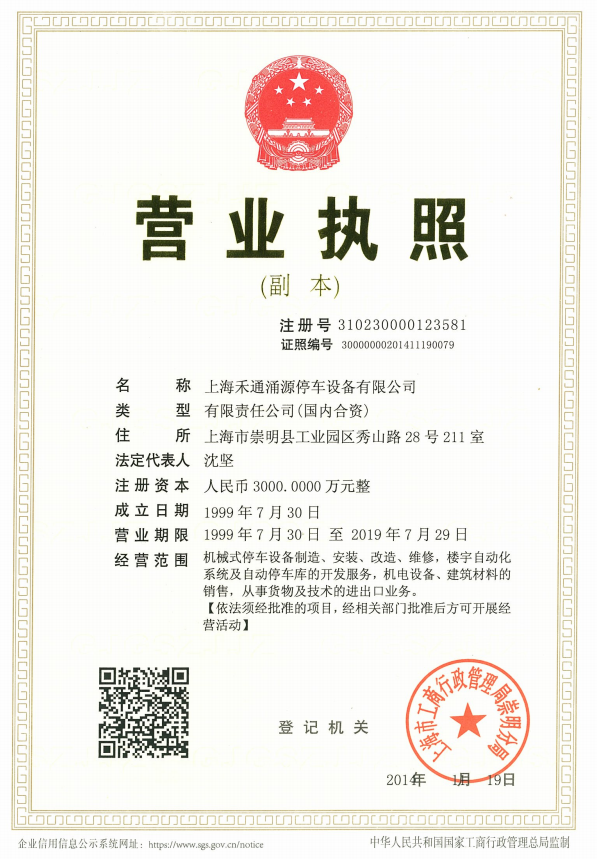 营业执照
(副 本)
注册号 310230000123581
证照编号 30000000201411190079
名 称 上海禾通涌源停车设备有限公司
类 型 有限责任公司(国内合资)
住 所 上海市崇明县工业园区秀山路 28 号 211 室
法定代表人 沈坚
注册资本 人民币 3000.0000 万元整
成立日期 1999 年 7 月 30 日
营业期限 1999 年 7 月 30 日 至 2019 年 7 月 29 日
经营范围 机械式停车设备制造、安装、改造、维修,楼宇自动化
系统及自动停车库的开发服务,机电设备、建筑材料的
销售,从事货物及技术的进出口业务。
【依法须经批准的项目,经相关部门批准后方可开展经
营活动】
登记机关
上海市工商行政管理局崇明分局
2014年 11月 19日
企业信用信息公示系统网址: https://www.sgs.gov.cn/notice
中华人民共和国国家工商行政管理总局监制